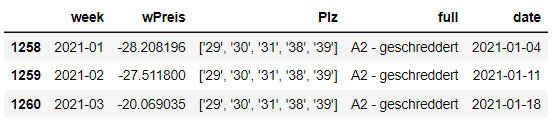 week wPreis Plz full date
1258 2021-01 -28.208196 ['29', '30', '31', '38', '39'] A2 - geschreddert 2021-01-04
1259 2021-02 -27.511800 ['29', '30', '31', '38', '39'] A2 - geschreddert 2021-01-11
1260 2021-03 -20.069035 ['29', '30', '31', '38', '39'] A2 - geschreddert 2021-01-18